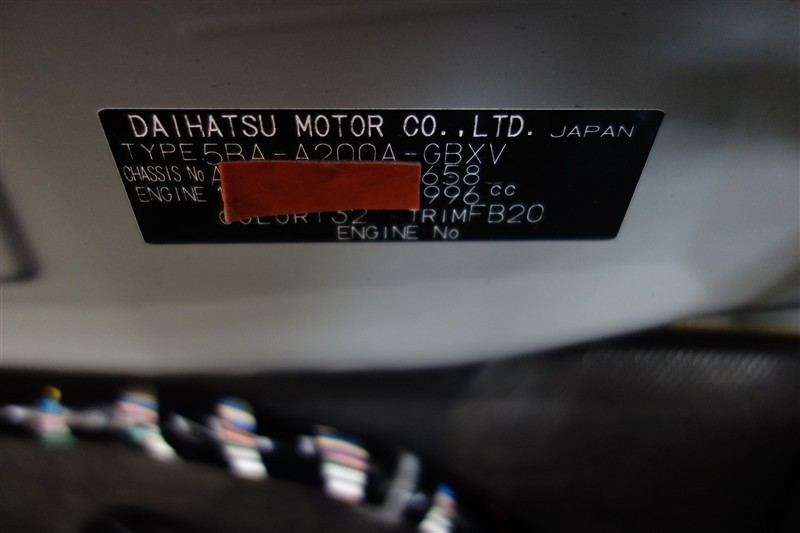 DAIHATSU MOTOR CO.,LTD. JAPAN
TYPE 5BA-A200A-GBXV
CHASSIS No A 658
ENGINE 996 cc
COLOR T32 TRIM FB20
ENGINE No